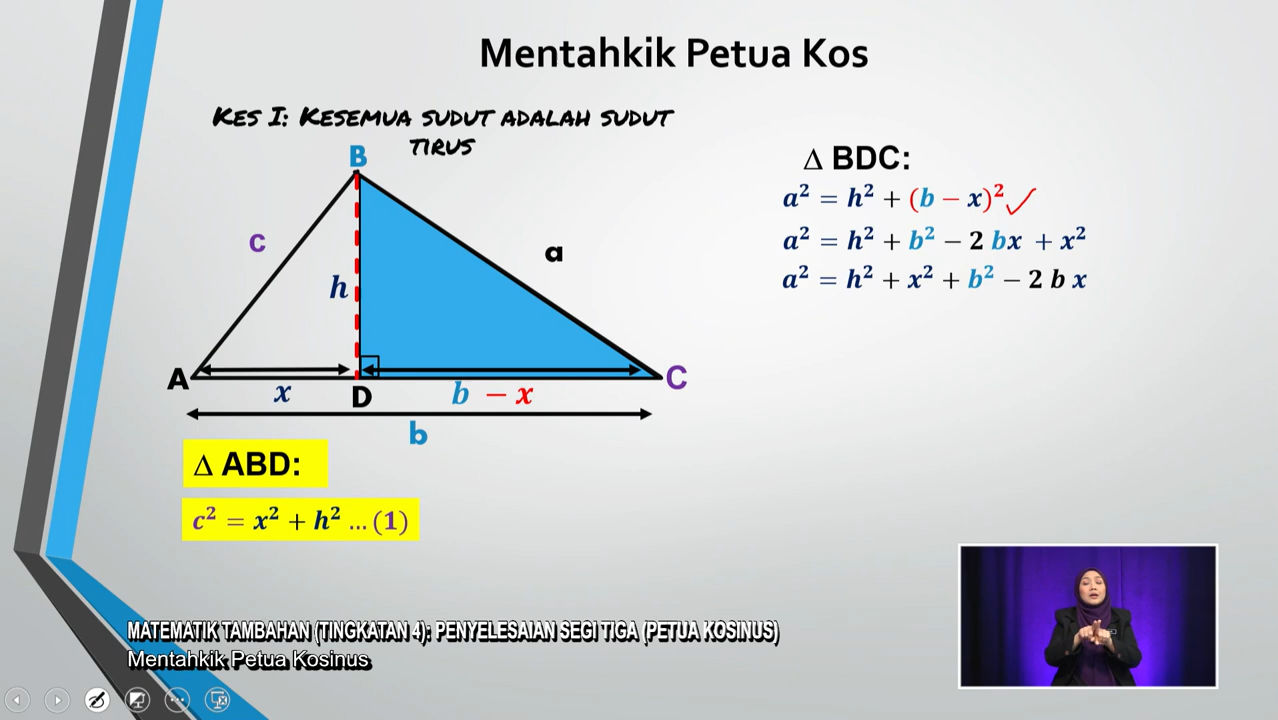 Mentahkik Petua Kos
Kes I: Kesemua sudut adalah sudut
tirus
B
c
a
h
A
x
D
b − x
C
b
∆ ABD:
c² = x² + h² ... (1)
∆ BDC:
a² = h² + (b − x)² ✓
a² = h² + b² − 2 bx + x²
a² = h² + x² + b² − 2 b x
MATEMATIK TAMBAHAN (TINGKATAN 4): PENYELESAIAN SEGI TIGA (PETUA KOSINUS)
Mentahkik Petua Kosinus